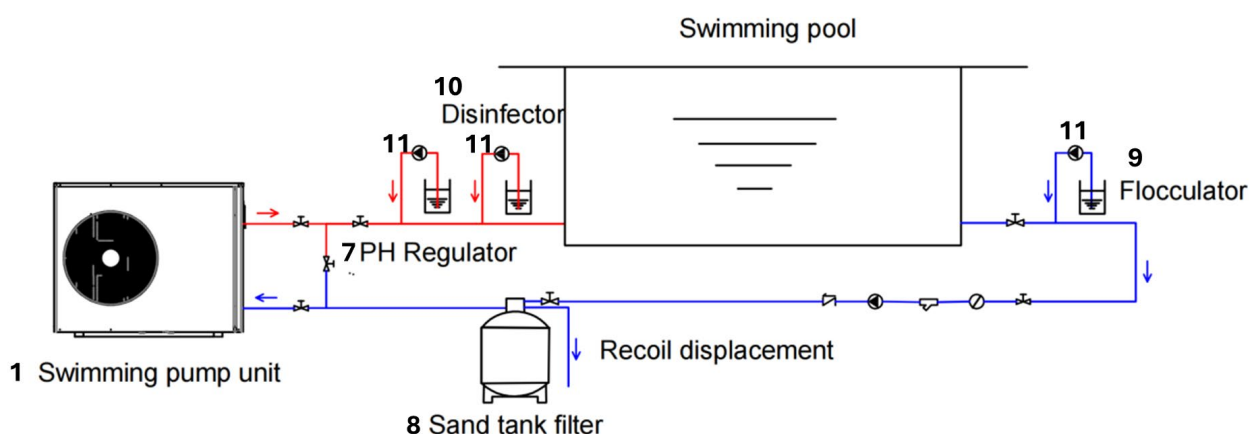 Swimming pool
10
Disinfector
11
11
11
9
Flocculator
7 PH Regulator
Recoil displacement
1 Swimming pump unit
8 Sand tank filter